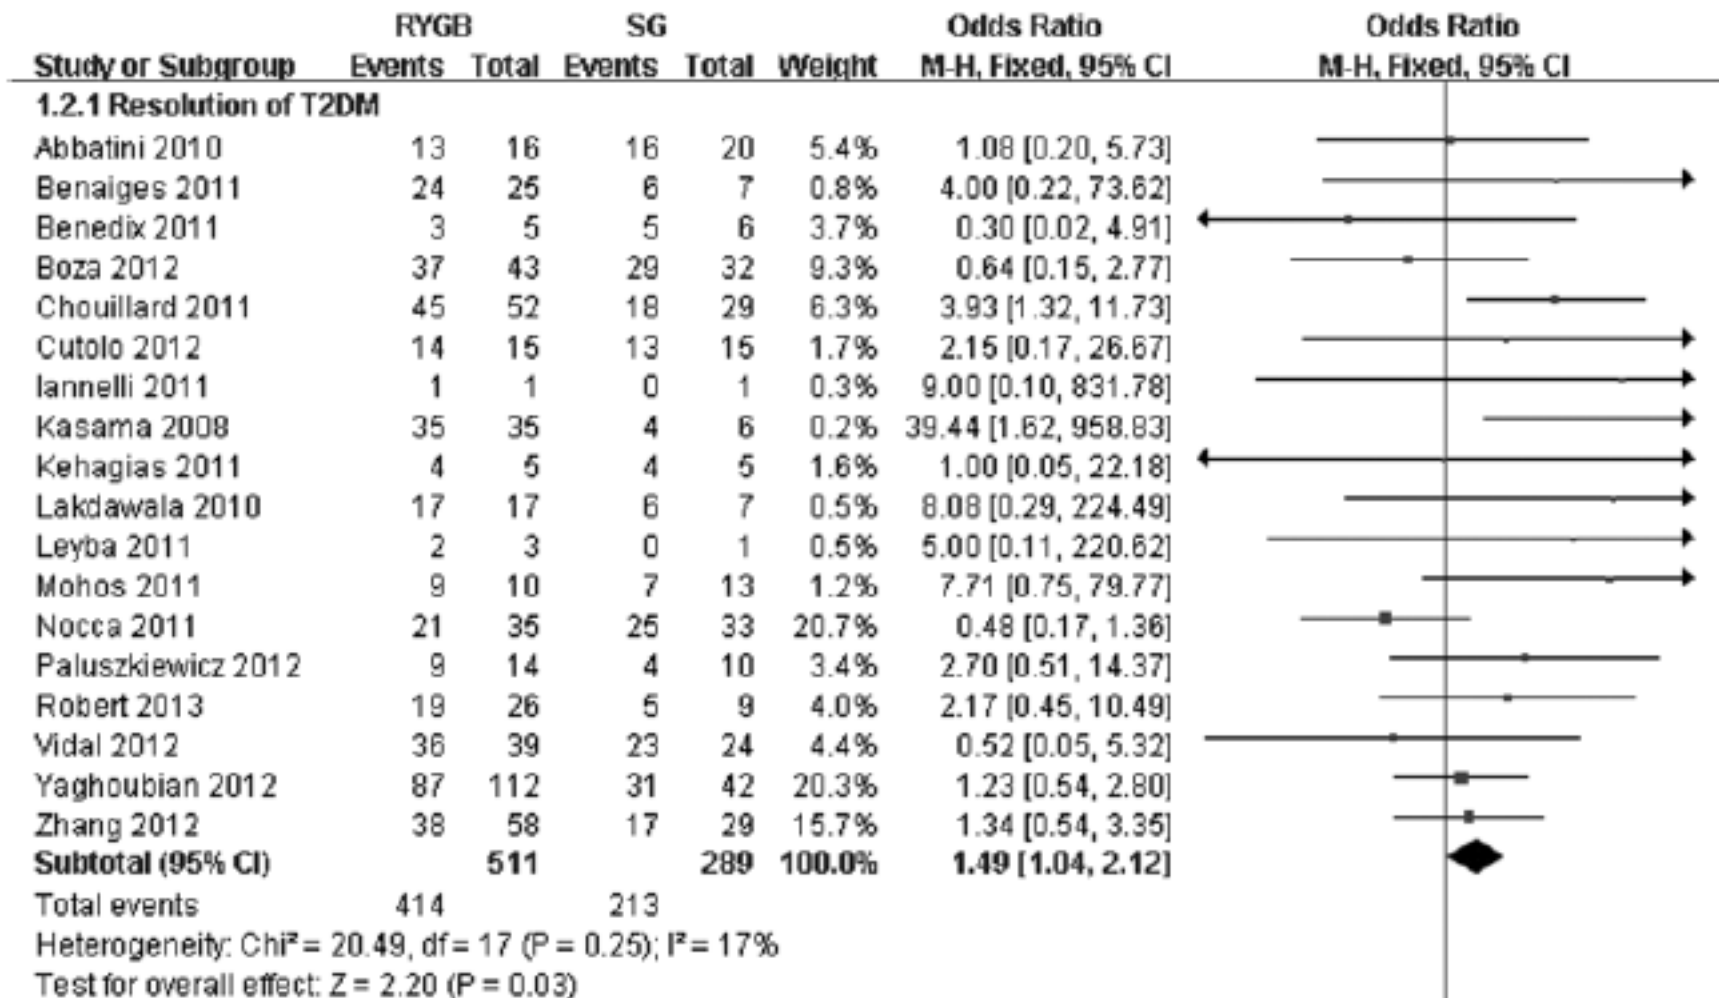 RYGB SG Odds Ratio Odds Ratio
Study or Subgroup Events Total Events Total Weight M-H, Fixed, 95% CI M-H, Fixed, 95% CI
1.2.1 Resolution of T2DM
Abbatini 2010 13 16 16 20 5.4% 1.08 [0.20, 5.73]
Benaiges 2011 24 25 6 7 0.8% 4.00 [0.22, 73.62]
Benedix 2011 3 5 5 6 3.7% 0.30 [0.02, 4.91]
Boza 2012 37 43 29 32 9.3% 0.64 [0.15, 2.77]
Chouillard 2011 45 52 18 29 6.3% 3.93 [1.32, 11.73]
Cutolo 2012 14 15 13 15 1.7% 2.15 [0.17, 26.67]
Iannelli 2011 1 1 0 1 0.3% 9.00 [0.10, 831.78]
Kasama 2008 35 35 4 6 0.2% 39.44 [1.62, 958.83]
Kehagias 2011 4 5 4 5 1.6% 1.00 [0.05, 22.18]
Lakdawala 2010 17 17 6 7 0.5% 8.08 [0.29, 224.49]
Leyba 2011 2 3 0 1 0.5% 5.00 [0.11, 220.62]
Mohos 2011 9 10 7 13 1.2% 7.71 [0.75, 79.77]
Nocca 2011 21 35 25 33 20.7% 0.48 [0.17, 1.36]
Paluszkiewicz 2012 9 14 4 10 3.4% 2.70 [0.51, 14.37]
Robert 2013 19 26 5 9 4.0% 2.17 [0.45, 10.49]
Vidal 2012 36 39 23 24 4.4% 0.52 [0.05, 5.32]
Yaghoubian 2012 87 112 31 42 20.3% 1.23 [0.54, 2.80]
Zhang 2012 38 58 17 29 15.7% 1.34 [0.54, 3.35]
Subtotal (95% CI) 511 289 100.0% 1.49 [1.04, 2.12]
Total events 414 213
Heterogeneity: Chi² = 20.49, df = 17 (P = 0.25); I² = 17%
Test for overall effect: Z = 2.20 (P = 0.03)